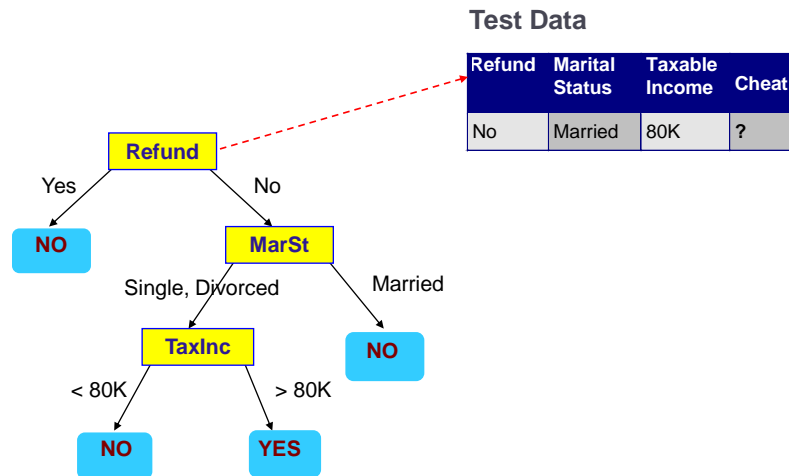 Test Data
Refund Marital Status Taxable Income Cheat
No Married 80K ?
Refund
Yes No
NO MarSt
Single, Divorced Married
TaxInc NO
< 80K > 80K
NO YES